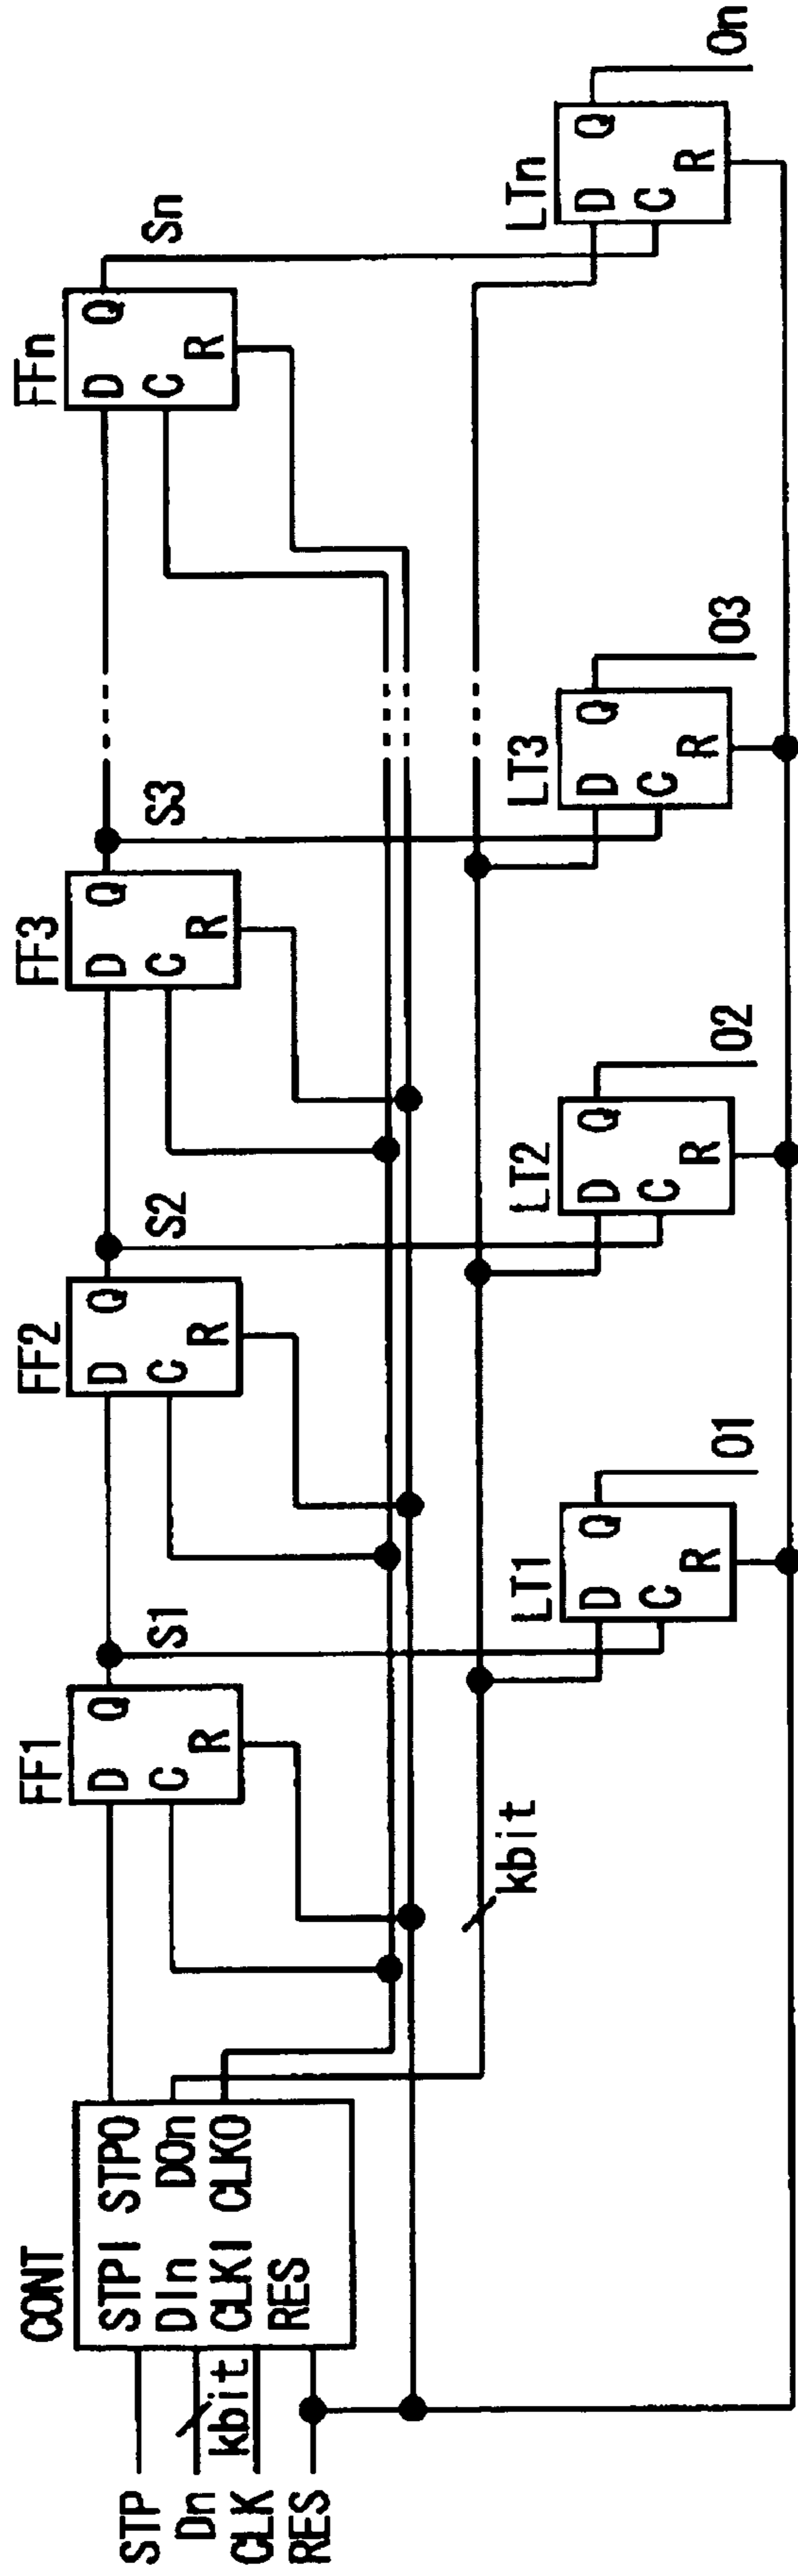 CONT
STP
Dn
kbit
CLK
RES
STPI STPO
DIn DOn
CLKI CLKO
RES
FF1
D Q
C
R
S1
FF2
D Q
C
R
S2
FF3
D Q
C
R
S3
FFn
D Q
C
R
Sn
kbit
LT1
D Q
C
R
O1
LT2
D Q
C
R
O2
LT3
D Q
C
R
O3
LTn
D Q
C
R
On